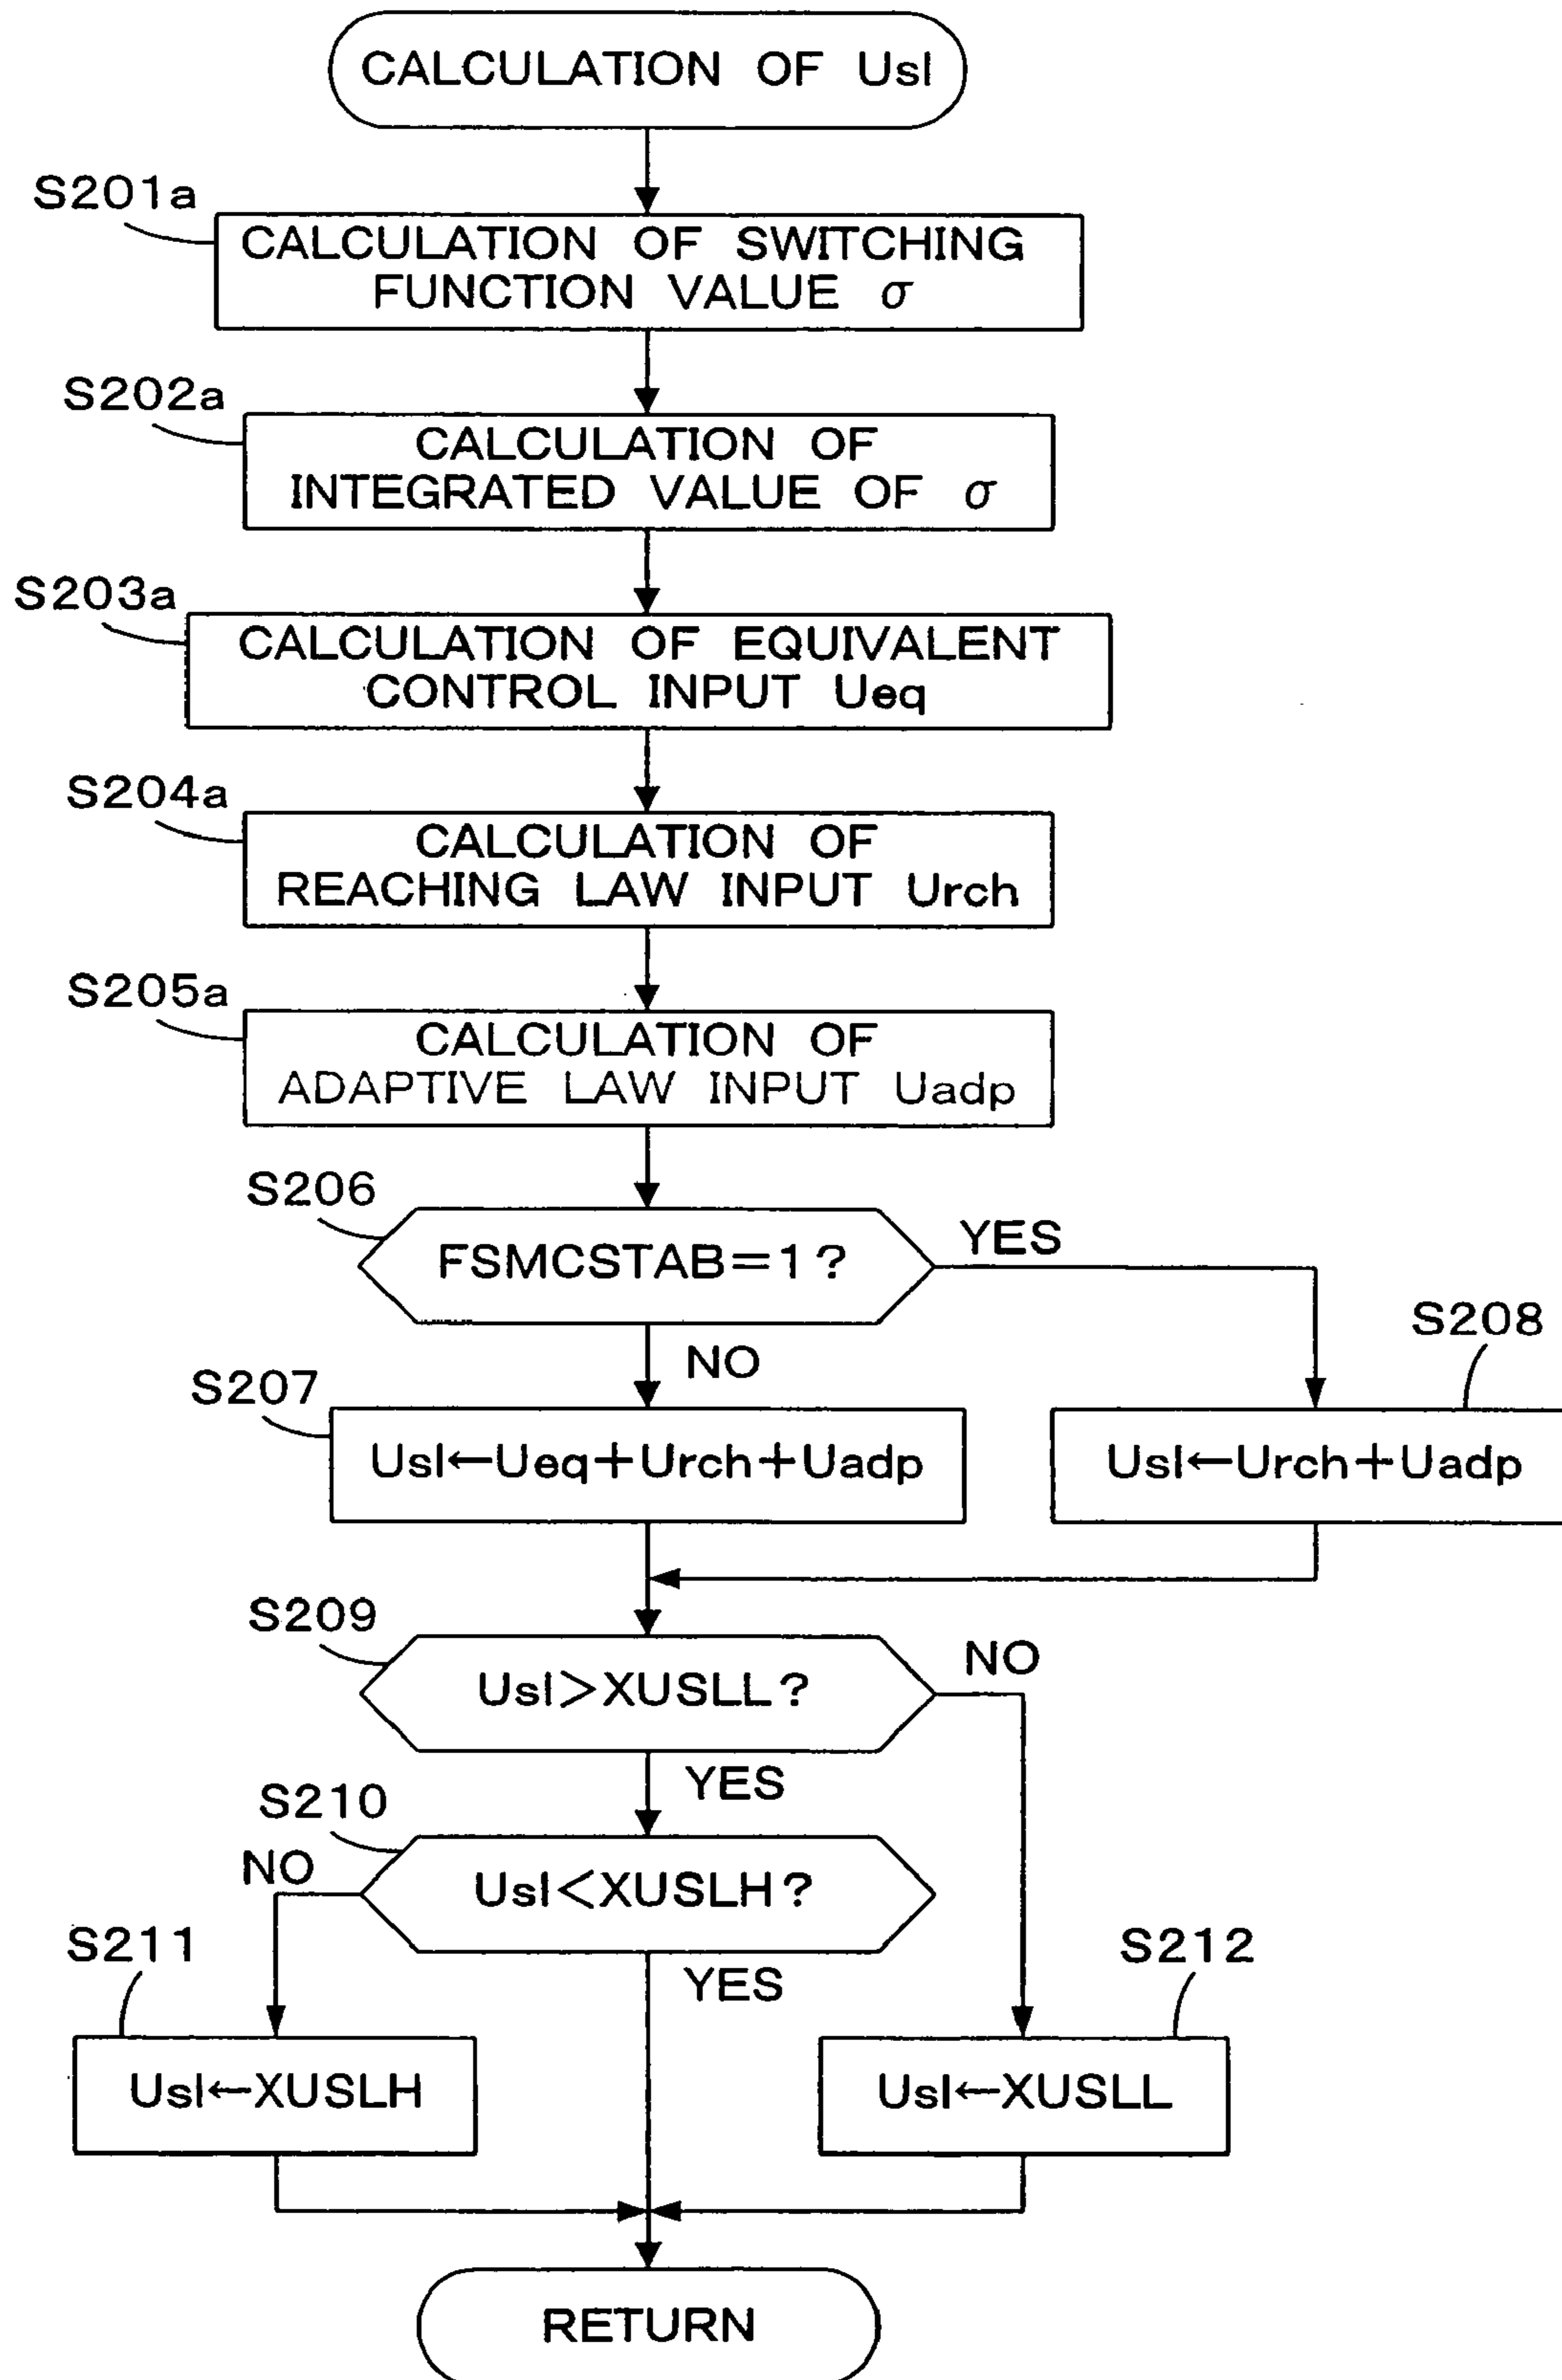 CALCULATION OF Usl
S201a
CALCULATION OF SWITCHING
FUNCTION VALUE σ
S202a
CALCULATION OF
INTEGRATED VALUE OF σ
S203a
CALCULATION OF EQUIVALENT
CONTROL INPUT Ueq
S204a
CALCULATION OF
REACHING LAW INPUT Urch
S205a
CALCULATION OF
ADAPTIVE LAW INPUT Uadp
S206
FSMCSTAB=1?
YES
NO
S207
Usl←Ueq+Urch+Uadp
S208
Usl←Urch+Uadp
S209
Usl>XUSLL?
NO
YES
S210
Usl<XUSLH?
NO
YES
S211
Usl←XUSLH
S212
Usl←XUSLL
RETURN